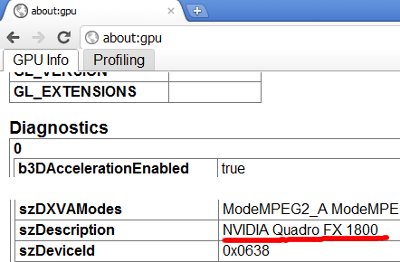 about:gpu
about:gpu
GPU Info Profiling
GL_VERSION
GL_EXTENSIONS
Diagnostics
0
b3DAccelerationEnabled true
szDXVAModes ModeMPEG2_A ModeMPE
szDescription NVIDIA Quadro FX 1800
szDeviceId 0x0638